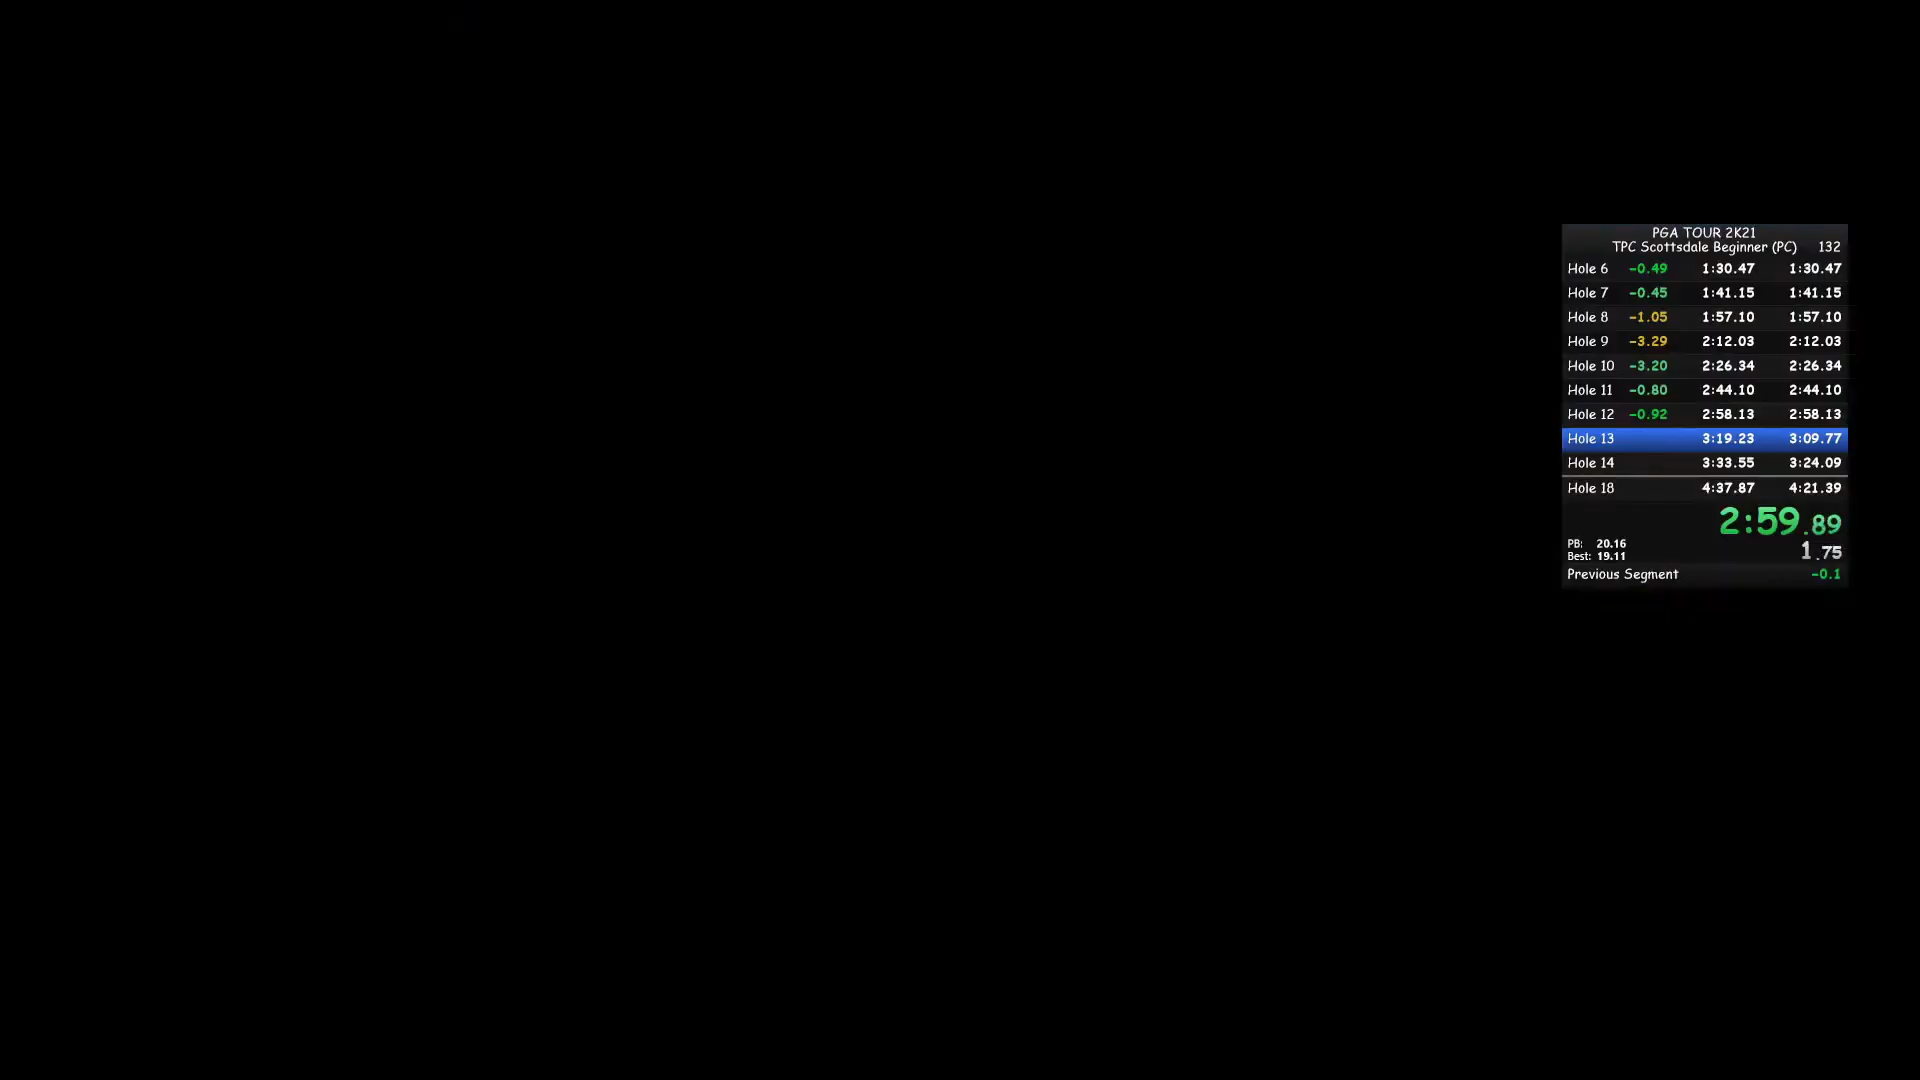 PGA TOUR 2K21
TPC Scottsdale Beginner (PC) 132
Hole 6 -0.49 1:30.47 1:30.47
Hole 7 -0.45 1:41.15 1:41.15
Hole 8 -1.05 1:57.10 1:57.10
Hole 9 -3.29 2:12.03 2:12.03
Hole 10 -3.20 2:26.34 2:26.34
Hole 11 -0.80 2:44.10 2:44.10
Hole 12 -0.92 2:58.13 2:58.13
Hole 13 3:19.23 3:09.77
Hole 14 3:33.55 3:24.09
Hole 18 4:37.87 4:21.39
2:59.89
PB: 20.16
Best: 19.11
1.75
Previous Segment -0.1